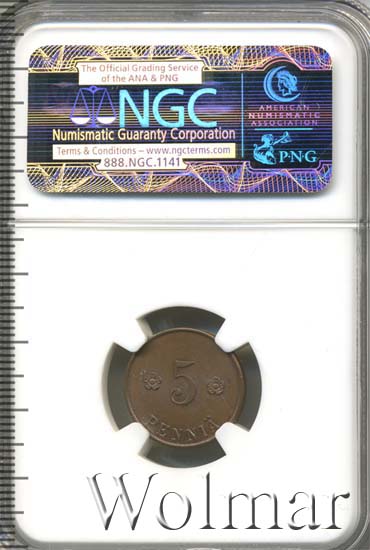 The Official Grading Service
of the ANA & PNG
NGC
Numismatic Guaranty Corporation
Terms & Conditions – www.ngcterms.com
888.NGC.1141
AMERICAN
NUMISMATIC
ASSOCIATION
P·N·G
5
PENNIÄ
Wolmar